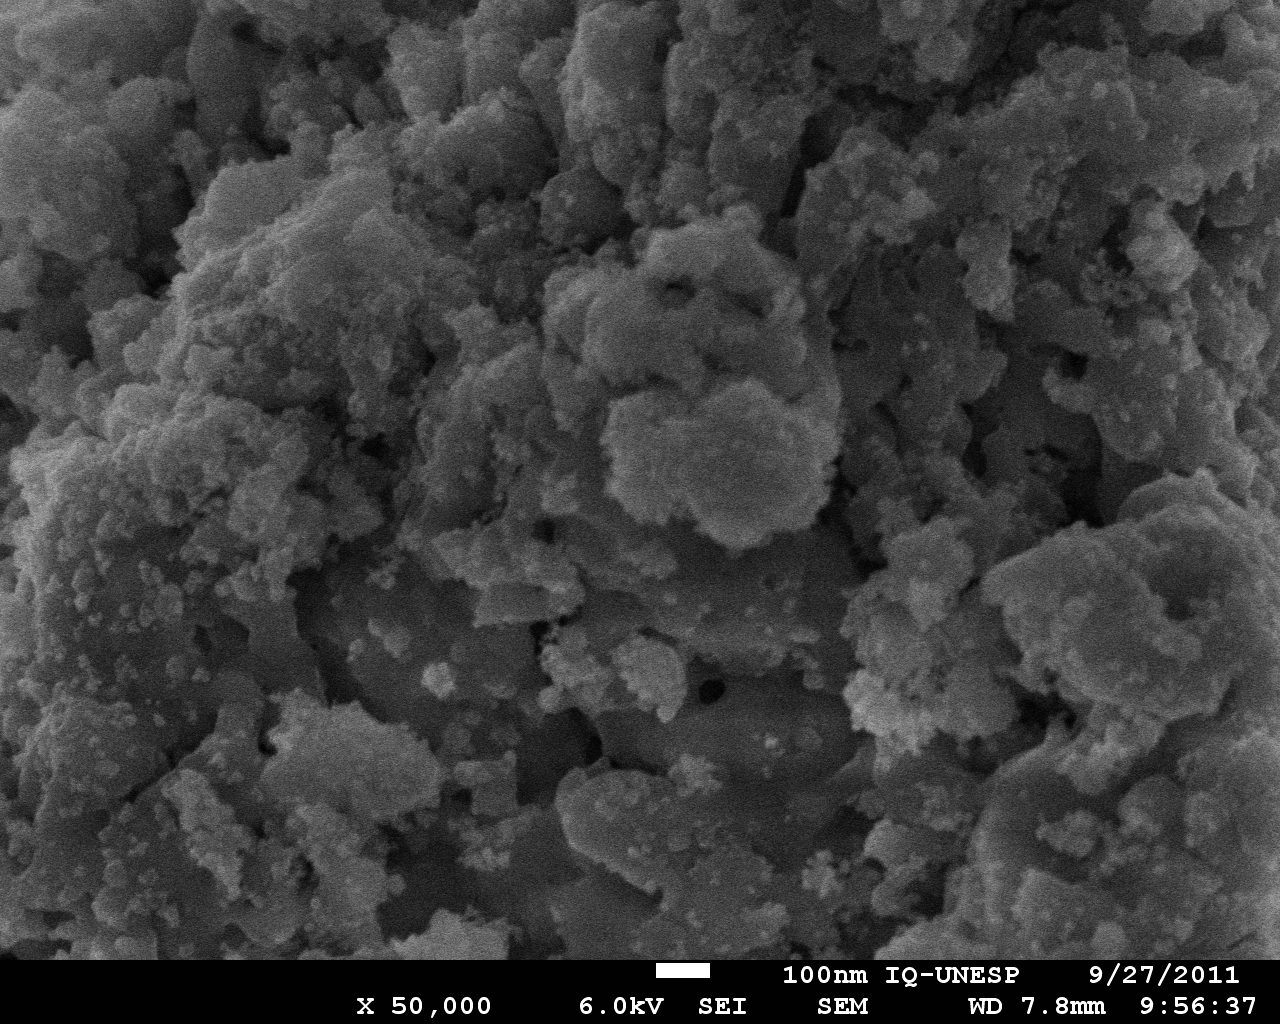 100nm IQ-UNESP 9/27/2011
X 50,000 6.0kV SEI SEM WD 7.8mm 9:56:37